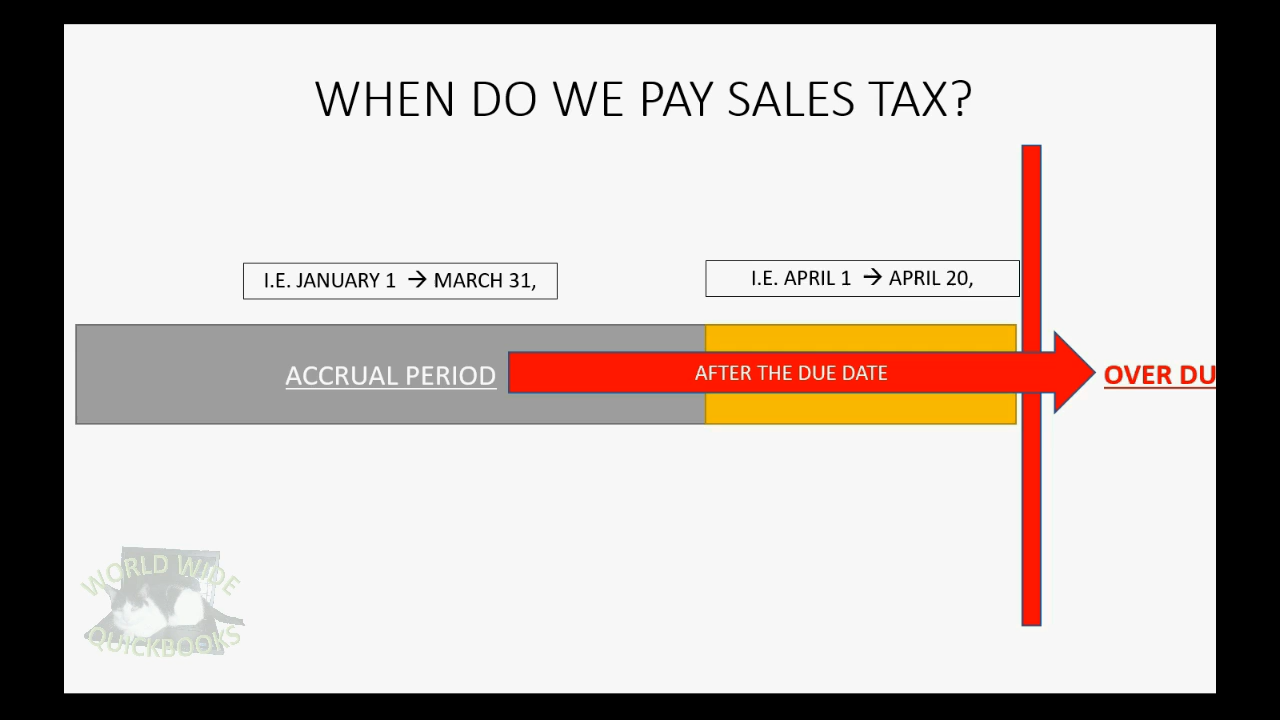 WHEN DO WE PAY SALES TAX?
I.E. JANUARY 1 → MARCH 31,
I.E. APRIL 1 → APRIL 20,
ACCRUAL PERIOD
AFTER THE DUE DATE
OVER DU
WORLD WIDE
QUICKBOOKS